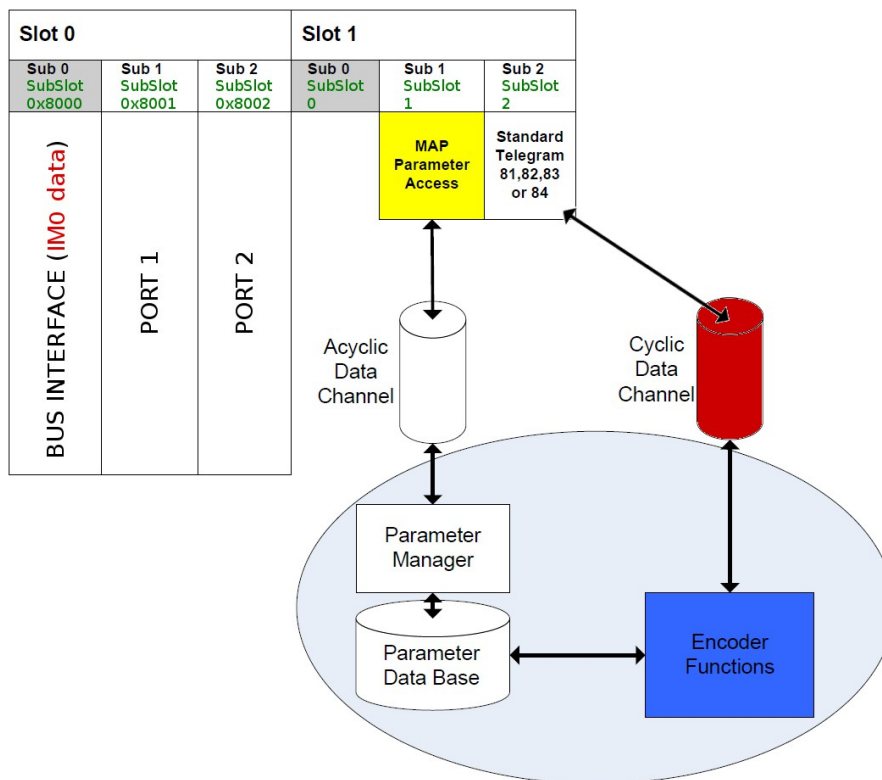 Slot 0
Slot 1
Sub 0
SubSlot
0x8000
Sub 1
SubSlot
0x8001
Sub 2
SubSlot
0x8002
Sub 0
SubSlot
0
Sub 1
SubSlot
1
Sub 2
SubSlot
2
BUS INTERFACE (IM0 data)
PORT 1
PORT 2
MAP
Parameter
Access
Standard
Telegram
81,82,83
or 84
Acyclic
Data
Channel
Cyclic
Data
Channel
Parameter
Manager
Parameter
Data Base
Encoder
Functions